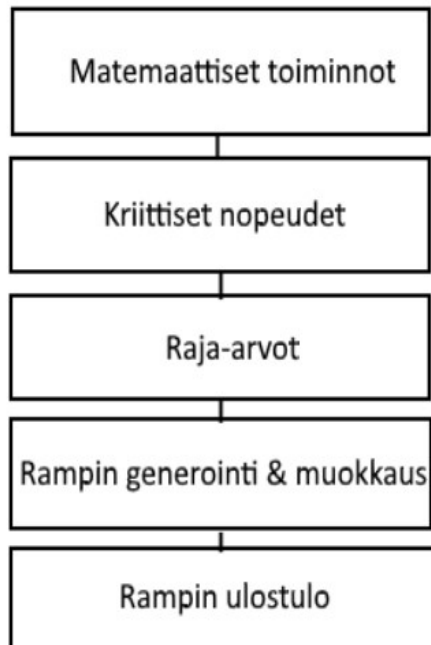 Matemaattiset toiminnot
Kriittiset nopeudet
Raja-arvot
Rampin generointi & muokkaus
Rampin ulostulo